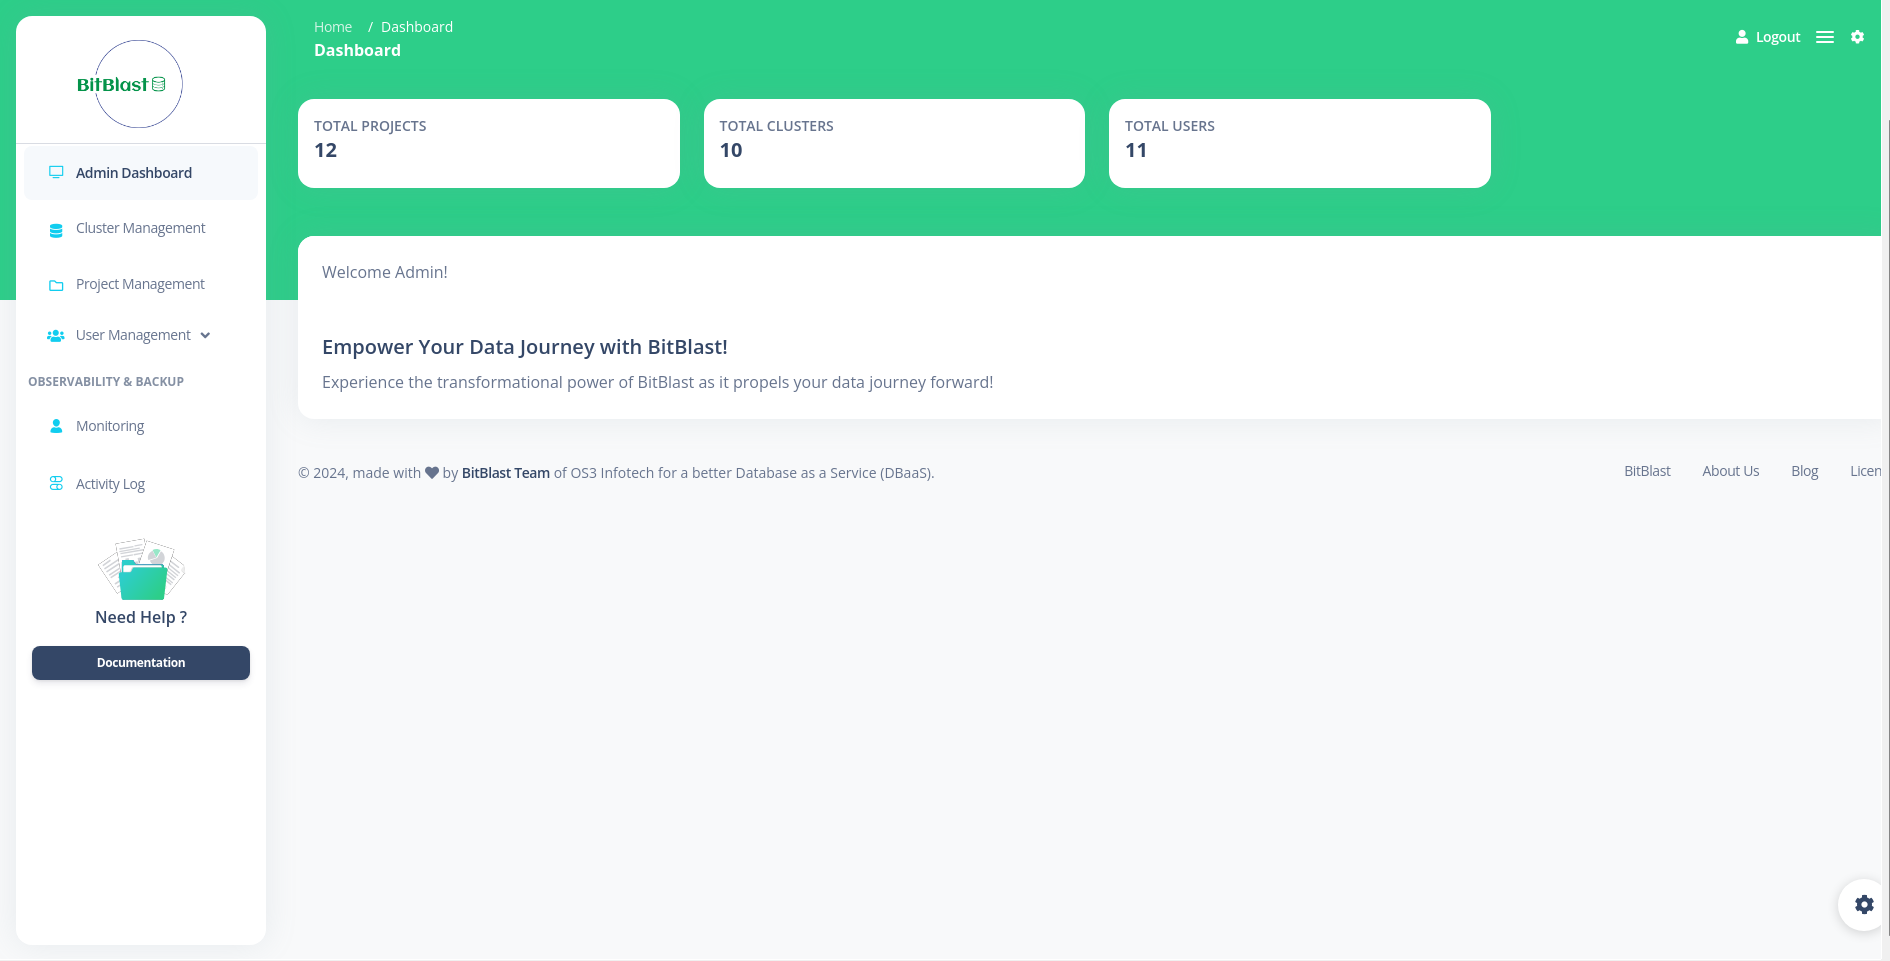 BitBlast
Admin Dashboard
Cluster Management
Project Management
User Management
OBSERVABILITY & BACKUP
Monitoring
Activity Log
Need Help ?
Documentation
Home / Dashboard
Dashboard
Logout
TOTAL PROJECTS
12
TOTAL CLUSTERS
10
TOTAL USERS
11
Welcome Admin!
Empower Your Data Journey with BitBlast!
Experience the transformational power of BitBlast as it propels your data journey forward!
© 2024, made with by BitBlast Team of OS3 Infotech for a better Database as a Service (DBaaS).
BitBlast About Us Blog Licen